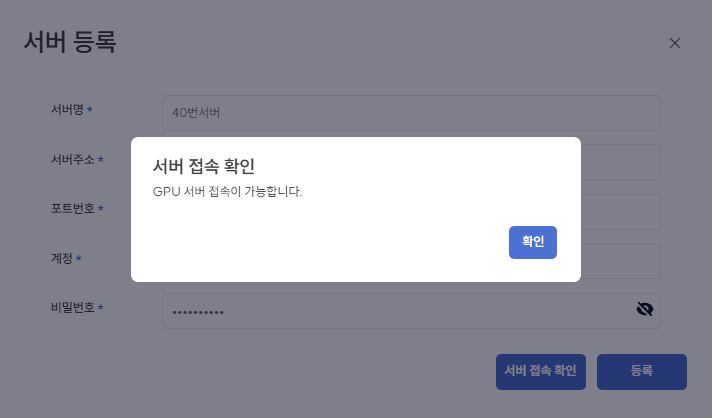 서버 등록
서버명 *
40번서버
서버주소 *
포트번호 *
계정 *
비밀번호 *
••••••••••
서버 접속 확인
GPU 서버 접속이 가능합니다.
확인
서버 접속 확인
등록